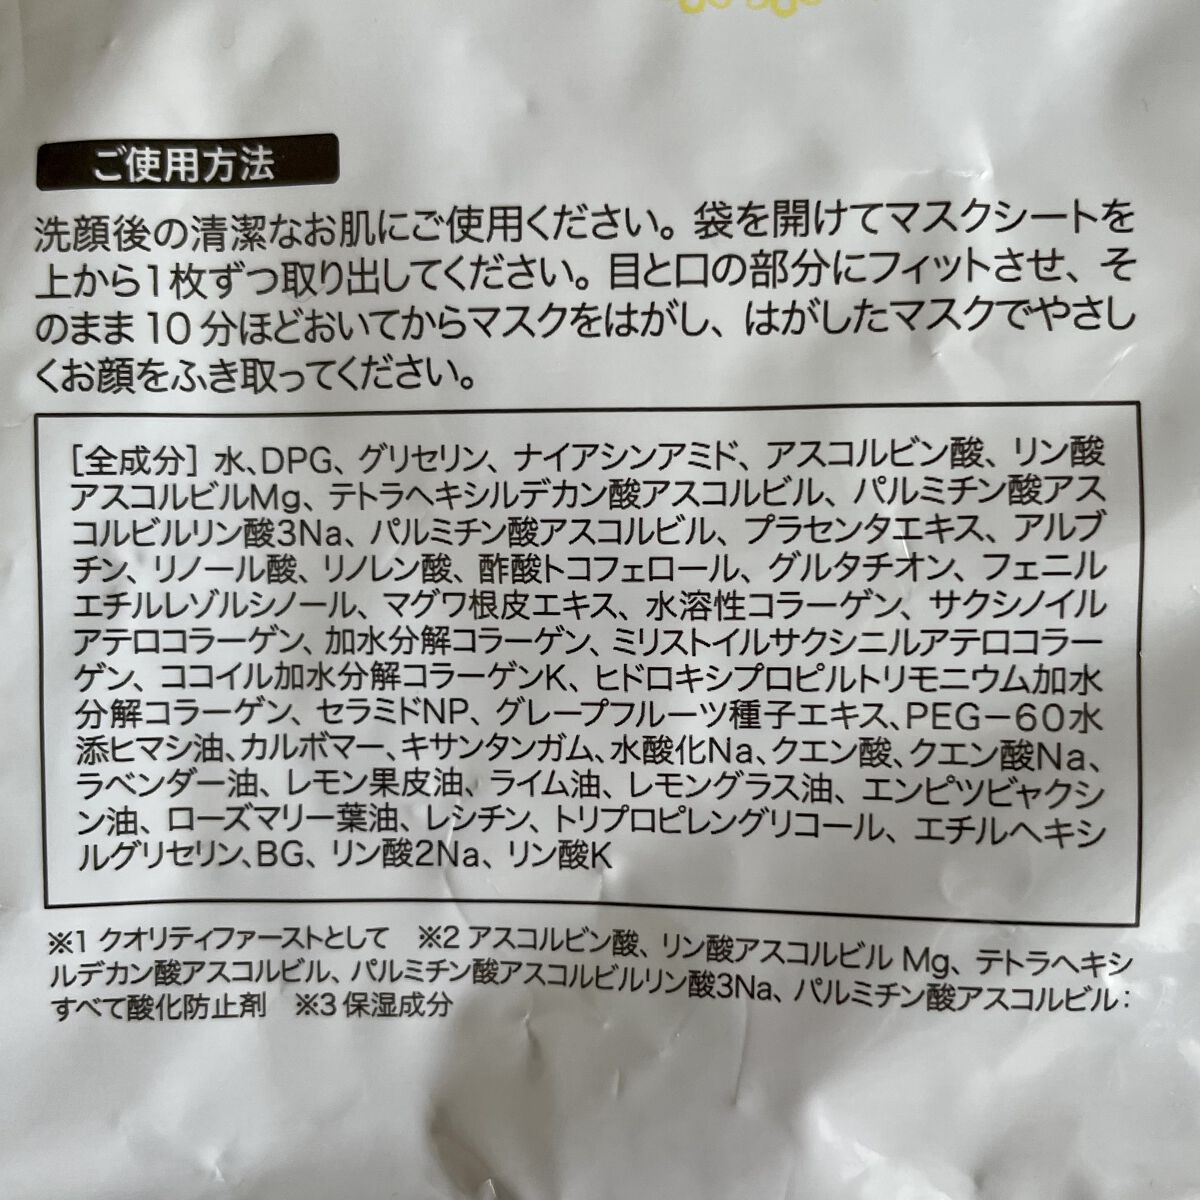 ご使用方法
洗顔後の清潔なお肌にご使用ください。袋を開けてマスクシートを
上から1枚ずつ取り出してください。目と口の部分にフィットさせ、そ
のまま10分ほどおいてからマスクをはがし、はがしたマスクでやさし
くお顔をふき取ってください。
[全成分] 水、DPG、グリセリン、ナイアシンアミド、アスコルビン酸、リン酸
アスコルビルMg、テトラヘキシルデカン酸アスコルビル、パルミチン酸アス
コルビルリン酸3Na、パルミチン酸アスコルビル、プラセンタエキス、アルブ
チン、リノール酸、リノレン酸、酢酸トコフェロール、グルタチオン、フェニル
エチルレゾルシノール、マグワ根皮エキス、水溶性コラーゲン、サクシノイル
アテロコラーゲン、加水分解コラーゲン、ミリストイルサクシニルアテロコラー
ゲン、ココイル加水分解コラーゲンK、ヒドロキシプロピルトリモニウム加水
分解コラーゲン、セラミドNP、グレープフルーツ種子エキス、PEG-60水
添ヒマシ油、カルボマー、キサンタンガム、水酸化Na、クエン酸、クエン酸Na、
ラベンダー油、レモン果皮油、ライム油、レモングラス油、エンピツビャクシ
ン油、ローズマリー葉油、レシチン、トリプロピレングリコール、エチルヘキシ
ルグリセリン、BG、リン酸2Na、リン酸K
※1 クオリティファーストとして ※2 アスコルビン酸、リン酸アスコルビル Mg、テトラヘキシ
ルデカン酸アスコルビル、パルミチン酸アスコルビルリン酸3Na、パルミチン酸アスコルビル:
すべて酸化防止剤 ※3 保湿成分